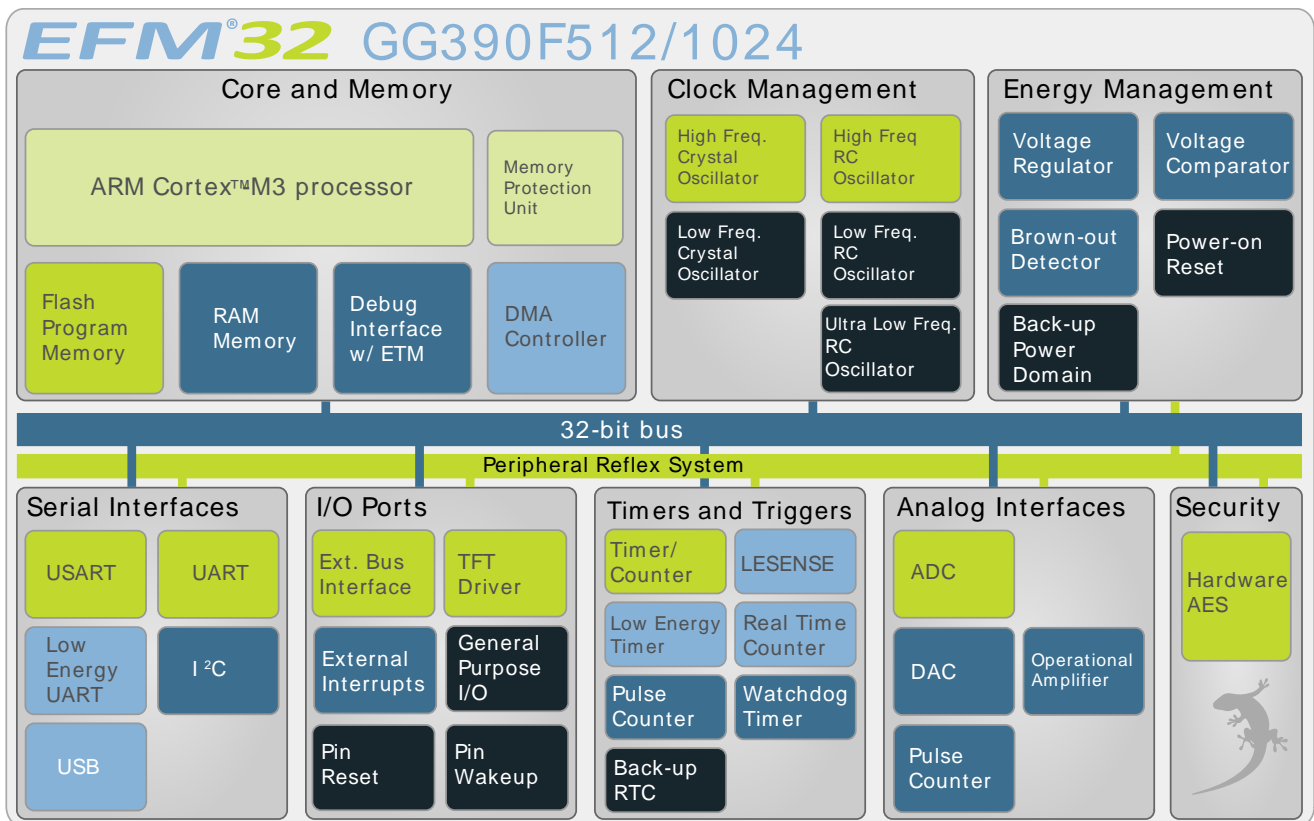 EFM®32 GG390F512/1024
Core and Memory
ARM Cortex™M3 processor
Memory
Protection
Unit
Flash
Program
Memory
RAM
Memory
Debug
Interface
w/ ETM
DMA
Controller
Clock Management
High Freq.
Crystal
Oscillator
High Freq
RC
Oscillator
Low Freq.
Crystal
Oscillator
Low Freq.
RC
Oscillator
Ultra Low Freq.
RC
Oscillator
Energy Management
Voltage
Regulator
Voltage
Comparator
Brown-out
Detector
Power-on
Reset
Back-up
Power
Domain
32-bit bus
Peripheral Reflex System
Serial Interfaces
USART
UART
Low
Energy
UART
I ²C
USB
I/O Ports
Ext. Bus
Interface
TFT
Driver
External
Interrupts
General
Purpose
I/O
Pin
Reset
Pin
Wakeup
Timers and Triggers
Timer/
Counter
LESENSE
Low Energy
Timer
Real Time
Counter
Pulse
Counter
Watchdog
Timer
Back-up
RTC
Analog Interfaces
ADC
DAC
Operational
Amplifier
Pulse
Counter
Security
Hardware
AES